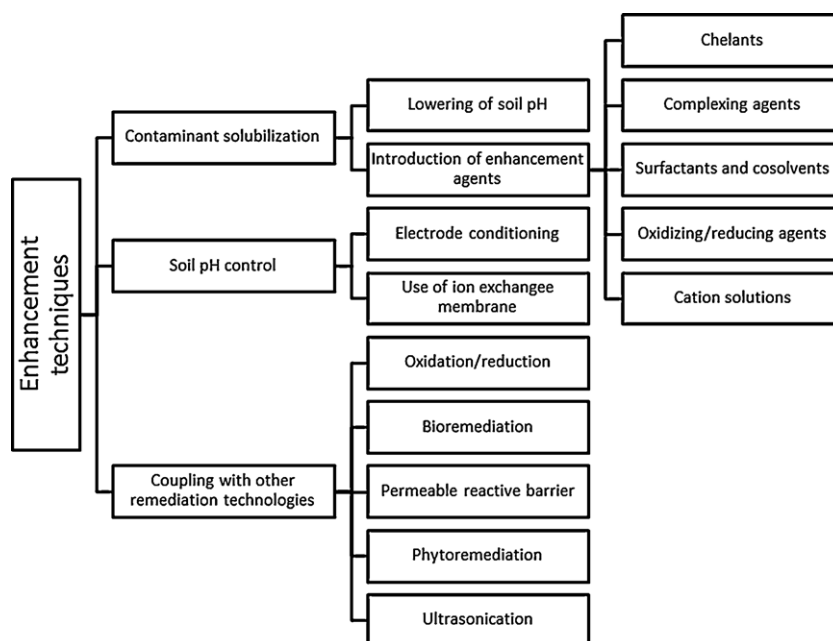 Enhancement
techniques
Contaminant solubilization
Lowering of soil pH
Introduction of enhancement
agents
Chelants
Complexing agents
Surfactants and cosolvents
Oxidizing/reducing agents
Cation solutions
Soil pH control
Electrode conditioning
Use of ion exchangee
membrane
Coupling with other
remediation technologies
Oxidation/reduction
Bioremediation
Permeable reactive barrier
Phytoremediation
Ultrasonication